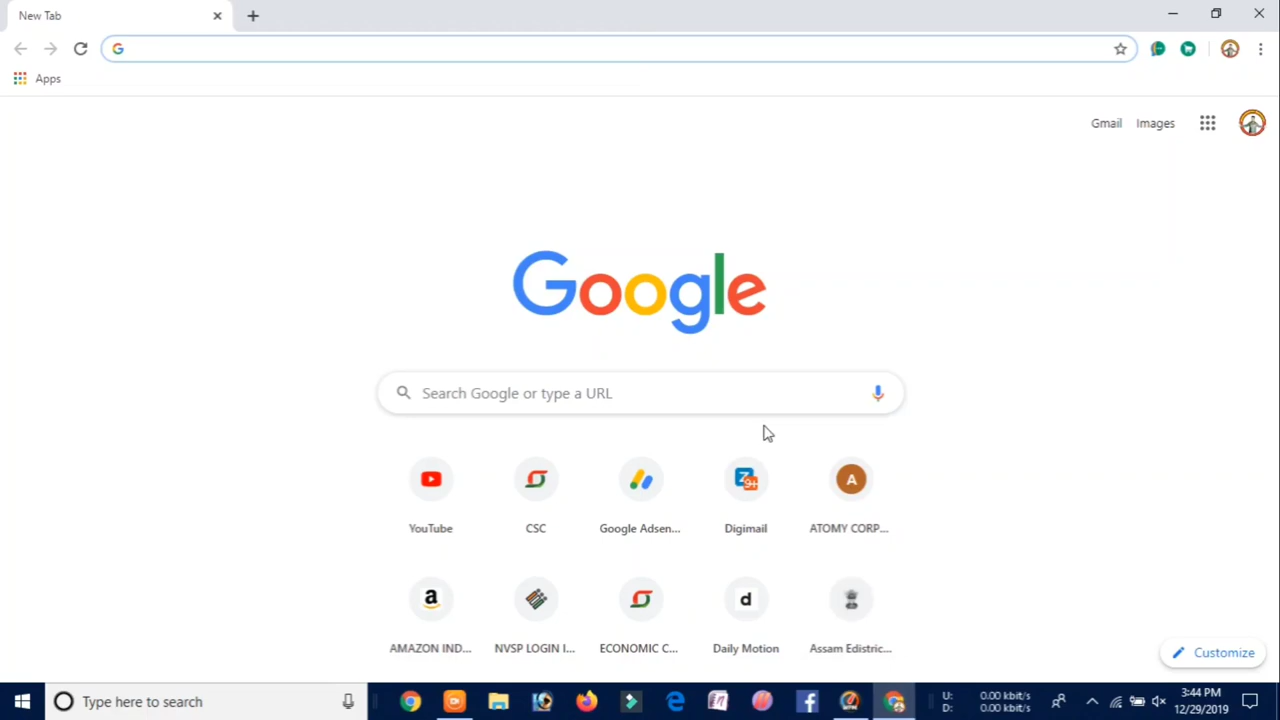 New Tab
Apps
Gmail Images
Google
Search Google or type a URL
YouTube CSC Google Adsen... Digimail ATOMY CORP...
AMAZON IND... NVSP LOGIN I... ECONOMIC C... Daily Motion Assam Edistric...
Customize
Type here to search
U: 0.00 kbit/s
D: 0.00 kbit/s
3:44 PM
12/29/2019